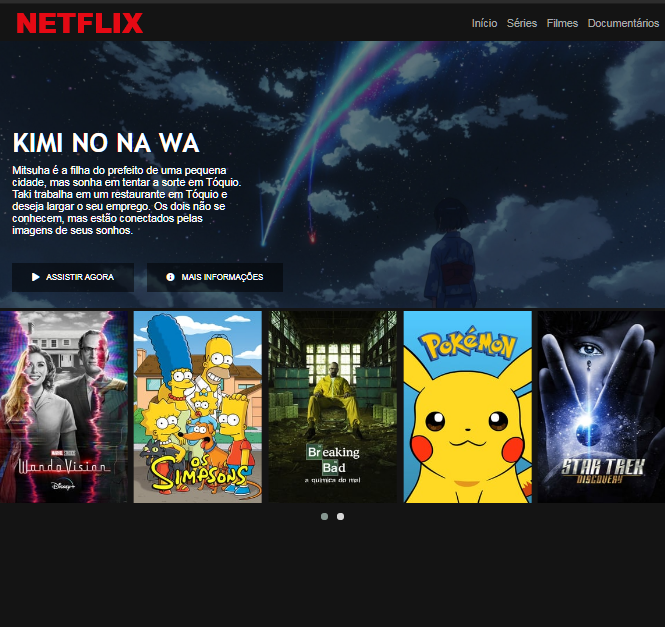 NETFLIX
Início Séries Filmes Documentários
KIMI NO NA WA
Mitsuha é a filha do prefeito de uma pequena
cidade, mas sonha em tentar a sorte em Tóquio.
Taki trabalha em um restaurante em Tóquio e
deseja largar o seu emprego. Os dois não se
conhecem, mas estão conectados pelas
imagens de seus sonhos.
ASSISTIR AGORA
MAIS INFORMAÇÕES
MARVEL STUDIOS
WandaVision
Disney+
OS
SIMPSONS
Breaking
Bad
a química do mal
POKéMON
STAR TREK
DISCOVERY